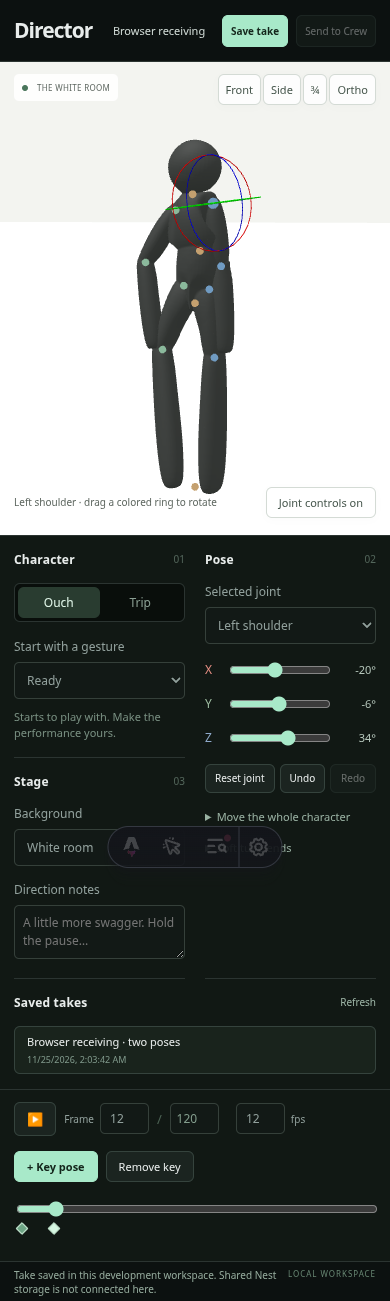 Director
Browser receiving
Save take
Send to Crew
THE WHITE ROOM
Front
Side
¾
Ortho
Left shoulder · drag a colored ring to rotate
Joint controls on
Character
01
Ouch
Trip
Start with a gesture
Ready
Starts to play with. Make the
performance yours.
Stage
03
Background
White room
Direction notes
A little more swagger. Hold
the pause...
Pose
02
Selected joint
Left shoulder
X
-20°
Y
-6°
Z
34°
Reset joint
Undo
Redo
Move the whole character
Saved takes
Refresh
Browser receiving · two poses
11/25/2026, 2:03:42 AM
Frame
12
/
120
12
fps
+ Key pose
Remove key
Take saved in this development workspace. Shared Nest
storage is not connected here.
LOCAL WORKSPACE